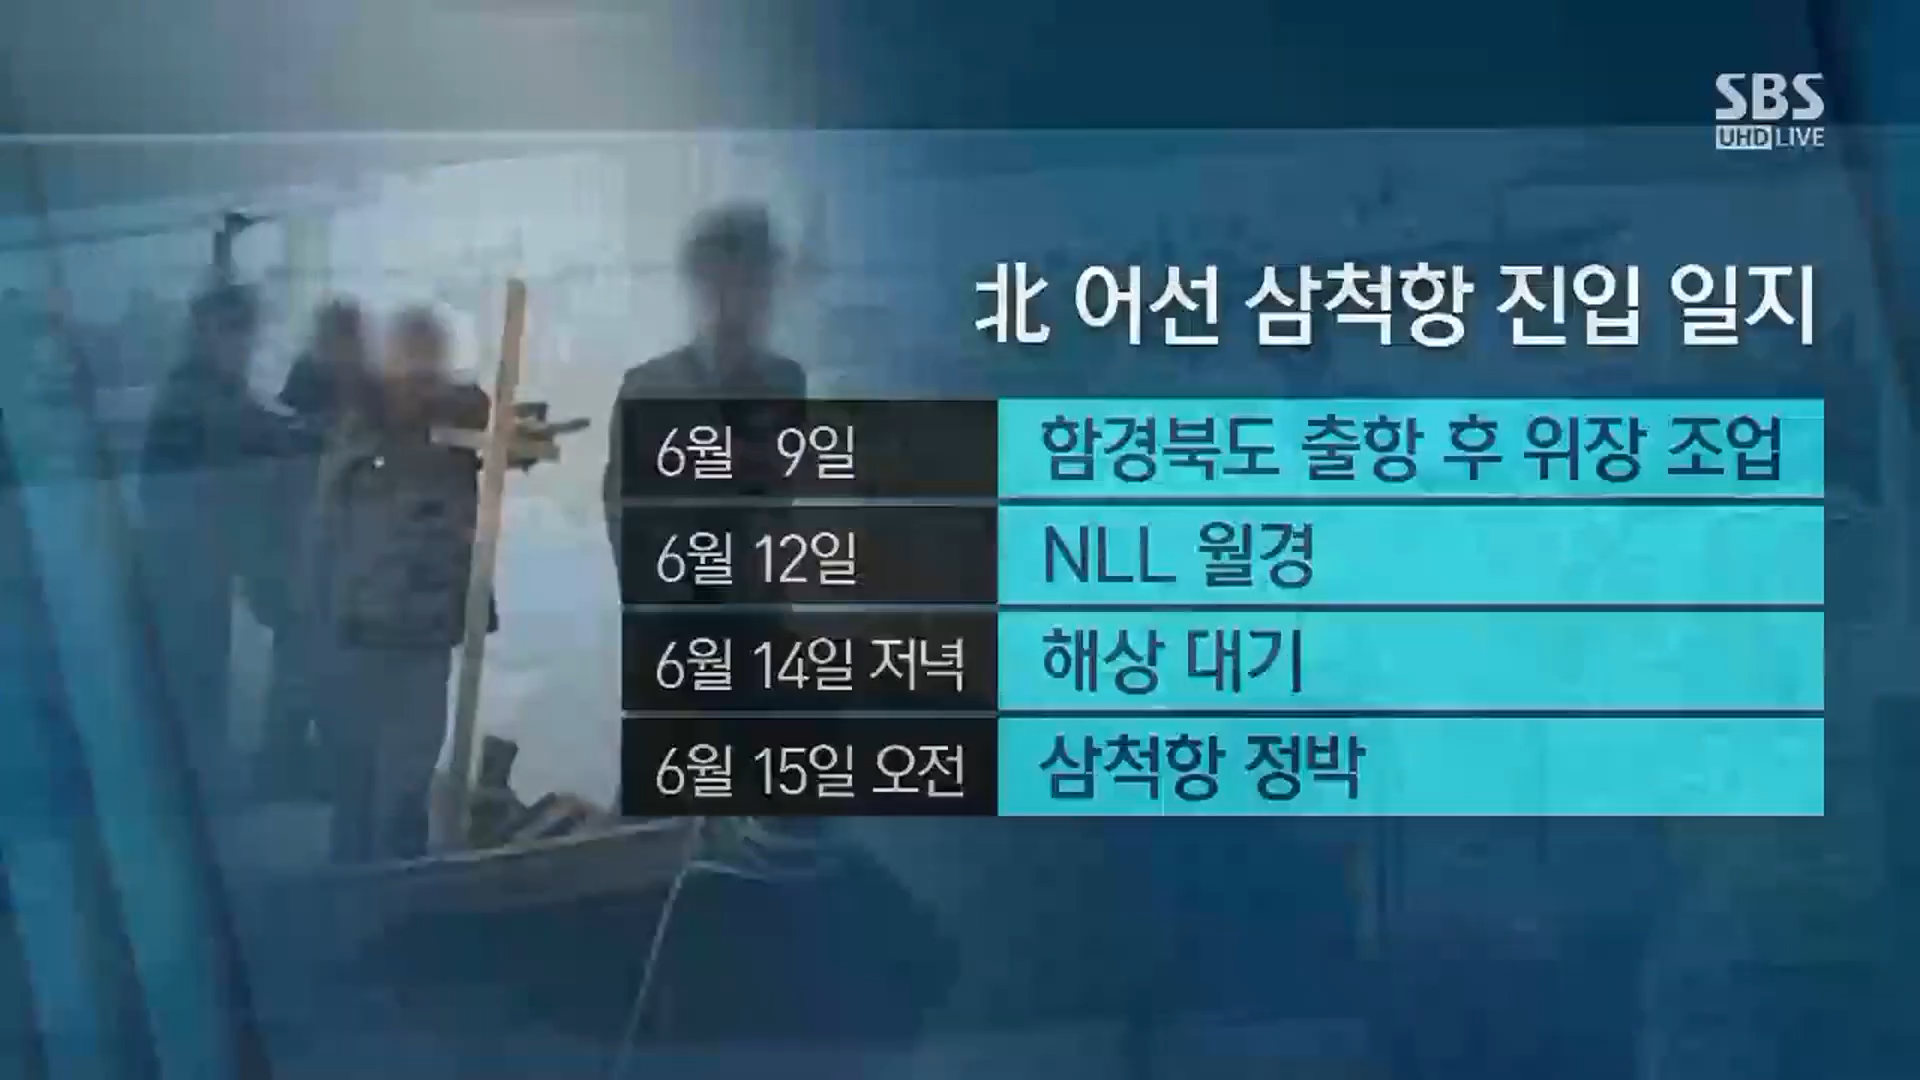 SBS
UHD LIVE
北 어선 삼척항 진입 일지
6월 9일 함경북도 출항 후 위장 조업
6월 12일 NLL 월경
6월 14일 저녁 해상 대기
6월 15일 오전 삼척항 정박